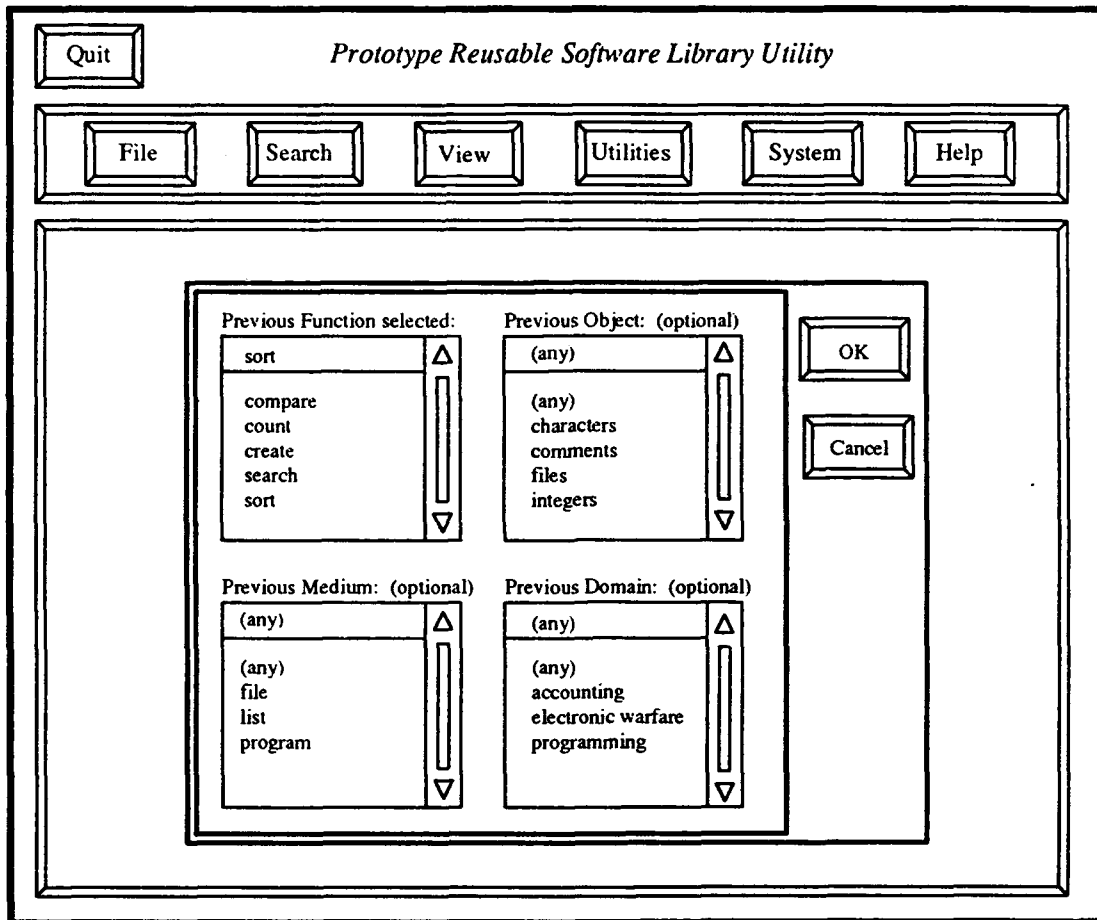 Quit
Prototype Reusable Software Library Utility
File
Search
View
Utilities
System
Help
Previous Function selected:
sort
compare
count
create
search
sort
Previous Object: (optional)
(any)
(any)
characters
comments
files
integers
OK
Cancel
Previous Medium: (optional)
(any)
(any)
file
list
program
Previous Domain: (optional)
(any)
(any)
accounting
electronic warfare
programming